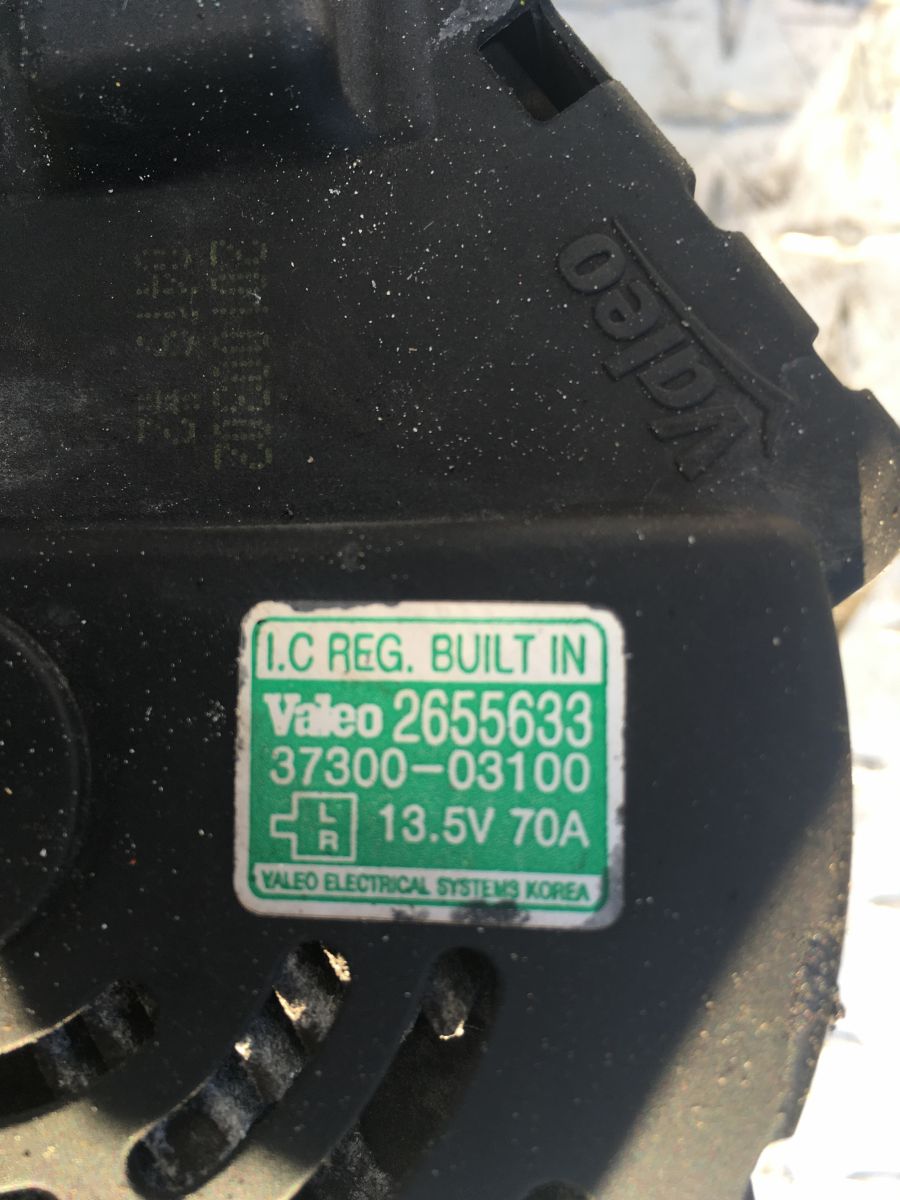 Valeo
I.C REG. BUILT IN
Valeo 2655633
37300-03100
L
R
13.5V 70A
VALEO ELECTRICAL SYSTEMS KOREA